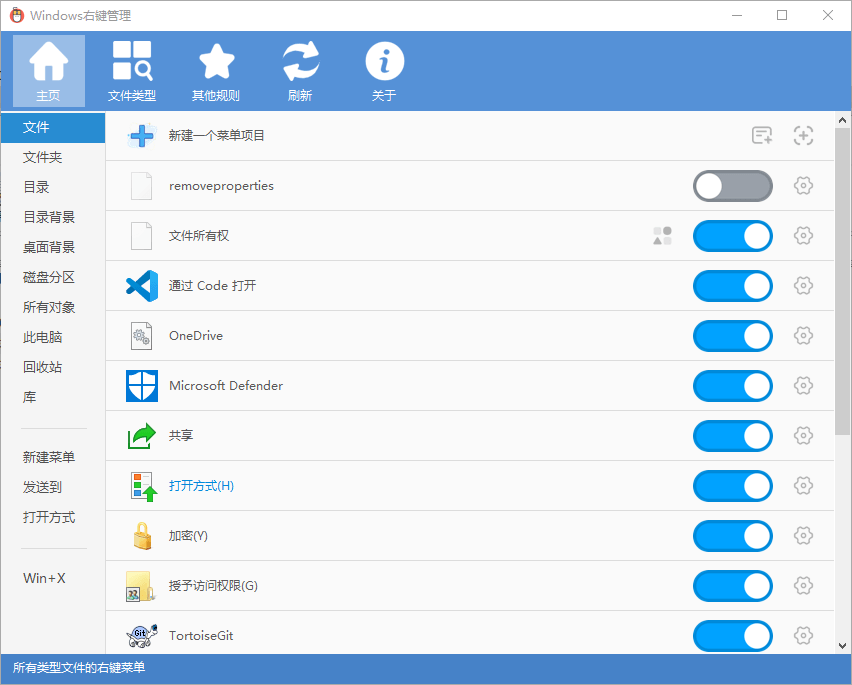 Windows右键管理
主页
文件类型
其他规则
刷新
关于
文件
文件夹
目录
目录背景
桌面背景
磁盘分区
所有对象
此电脑
回收站
库
新建菜单
发送到
打开方式
Win+X
新建一个菜单项目
removeproperties
文件所有权
通过 Code 打开
OneDrive
Microsoft Defender
共享
打开方式(H)
加密(Y)
授予访问权限(G)
Git
TortoiseGit
所有类型文件的右键菜单